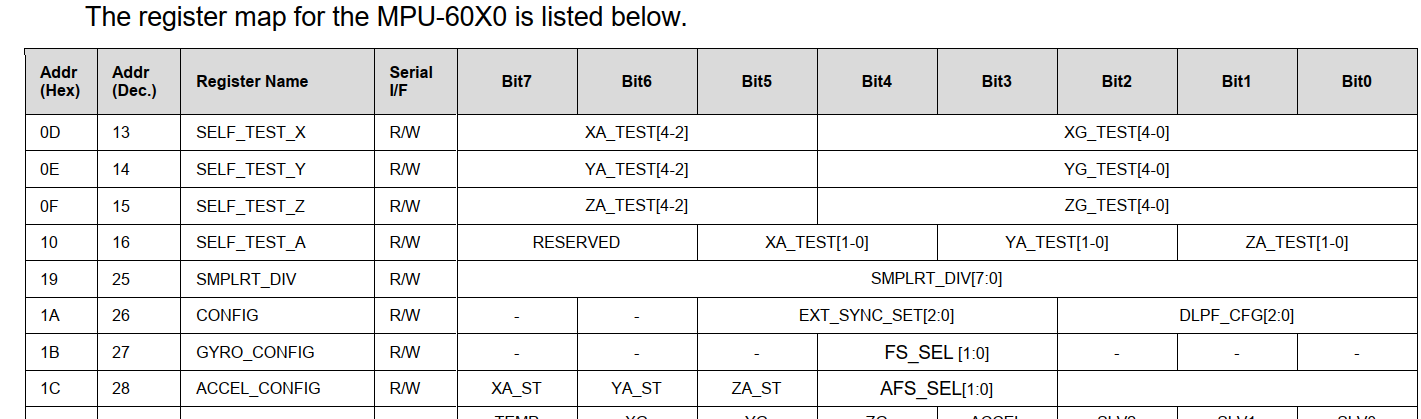 The register map for the MPU-60X0 is listed below.
Addr (Hex) Addr (Dec.) Register Name Serial I/F Bit7 Bit6 Bit5 Bit4 Bit3 Bit2 Bit1 Bit0
0D 13 SELF_TEST_X R/W XA_TEST[4-2] XG_TEST[4-0]
0E 14 SELF_TEST_Y R/W YA_TEST[4-2] YG_TEST[4-0]
0F 15 SELF_TEST_Z R/W ZA_TEST[4-2] ZG_TEST[4-0]
10 16 SELF_TEST_A R/W RESERVED XA_TEST[1-0] YA_TEST[1-0] ZA_TEST[1-0]
19 25 SMPLRT_DIV R/W SMPLRT_DIV[7:0]
1A 26 CONFIG R/W - - EXT_SYNC_SET[2:0] DLPF_CFG[2:0]
1B 27 GYRO_CONFIG R/W - - - FS_SEL [1:0] - - -
1C 28 ACCEL_CONFIG R/W XA_ST YA_ST ZA_ST AFS_SEL[1:0]